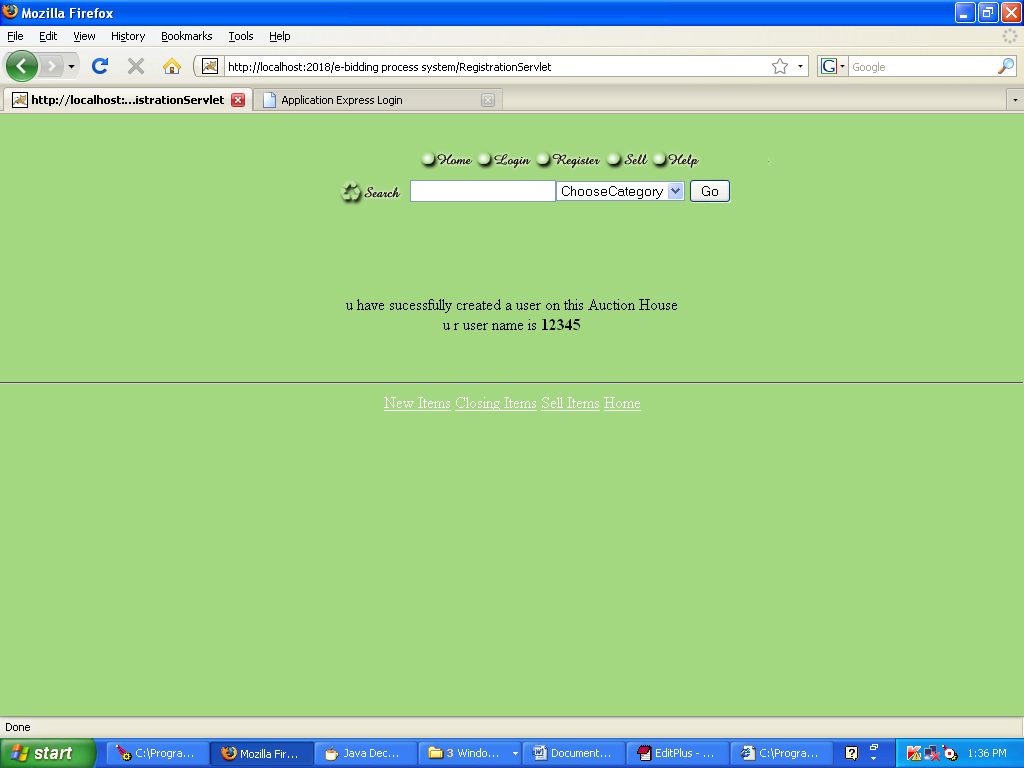 Mozilla Firefox
File Edit View History Bookmarks Tools Help
http://localhost:2018/e-bidding process system/RegistrationServlet
G Google
http://localhost:...istrationServlet Application Express Login
Home Login Register Sell Help
Search ChooseCategory Go
u have sucessfully created a user on this Auction House
u r user name is 12345
New Items Closing Items Sell Items Home
Done
start C:\Progra... Mozilla Fir... Java Dec... 3 Windo... Document... EditPlus - ... C:\Progra... 1:36 PM